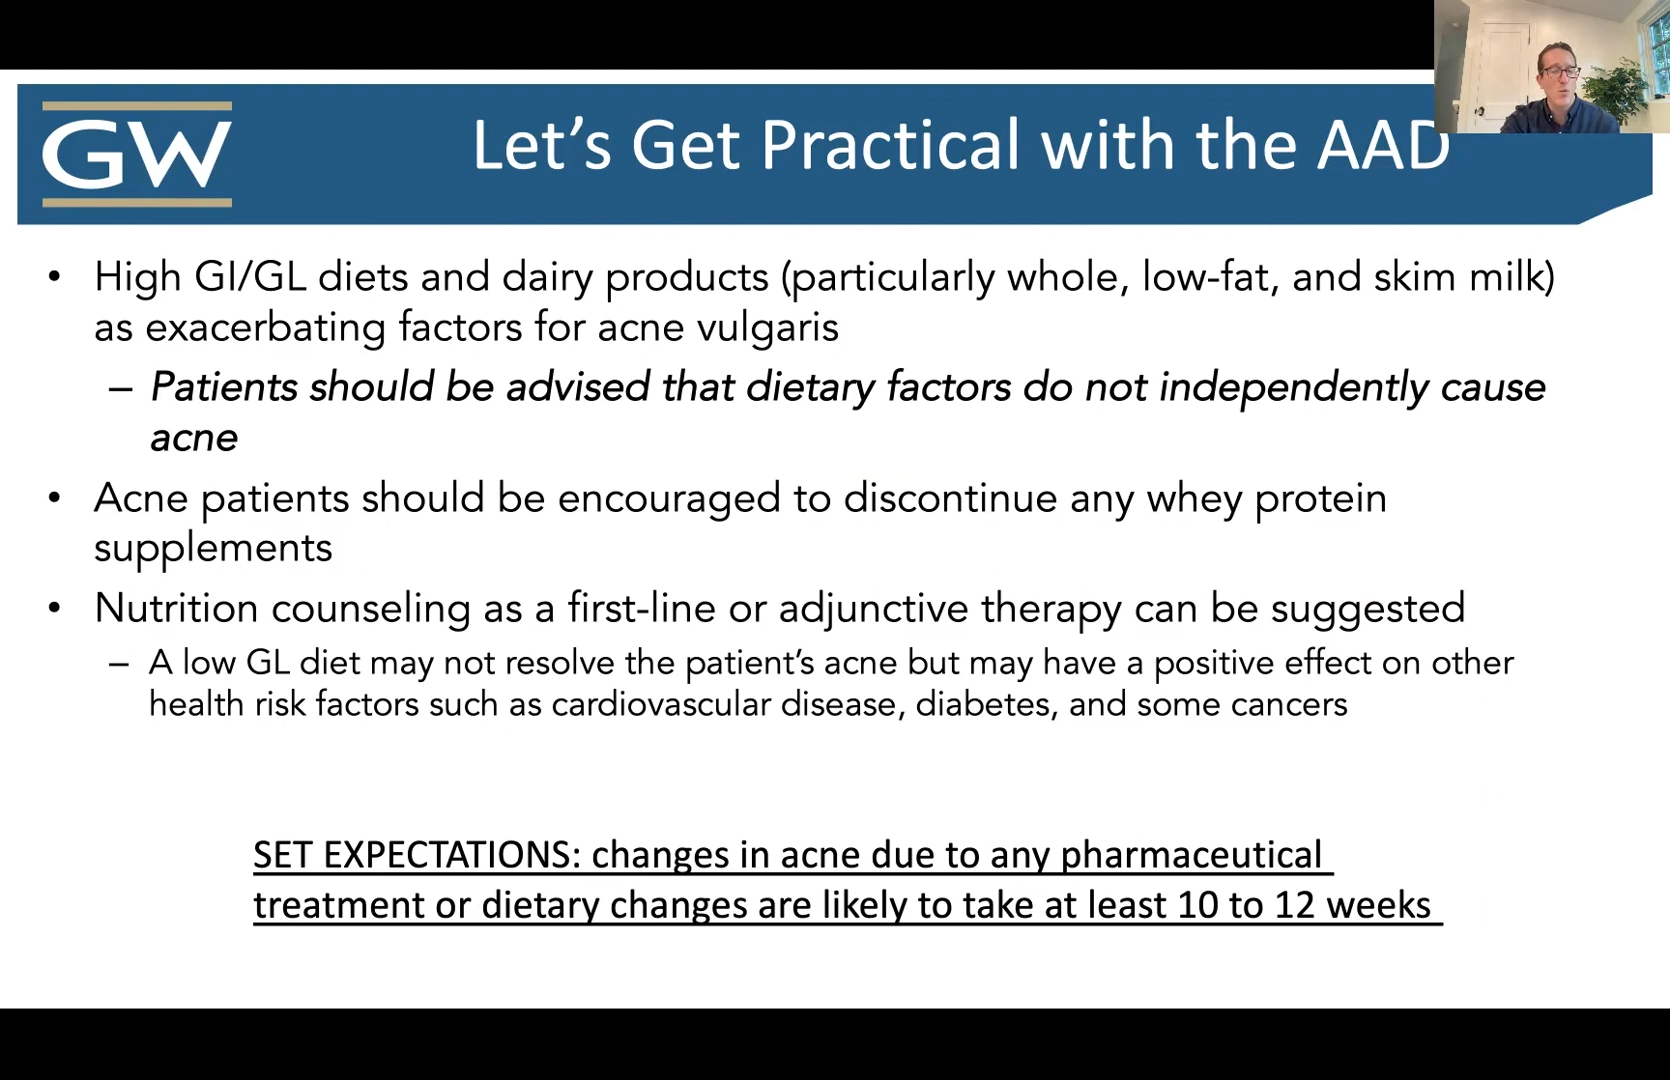 GW
Let's Get Practical with the AAD
• High GI/GL diets and dairy products (particularly whole, low-fat, and skim milk)
as exacerbating factors for acne vulgaris
– Patients should be advised that dietary factors do not independently cause
acne
• Acne patients should be encouraged to discontinue any whey protein
supplements
• Nutrition counseling as a first-line or adjunctive therapy can be suggested
– A low GL diet may not resolve the patient's acne but may have a positive effect on other
health risk factors such as cardiovascular disease, diabetes, and some cancers
SET EXPECTATIONS: changes in acne due to any pharmaceutical
treatment or dietary changes are likely to take at least 10 to 12 weeks